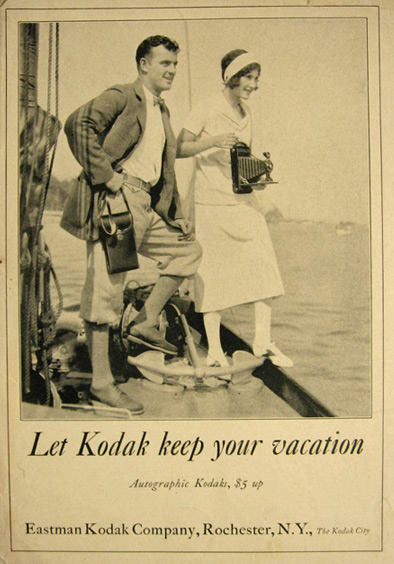 Let Kodak keep your vacation
Autographic Kodaks, $5 up
Eastman Kodak Company, Rochester, N.Y., The Kodak City